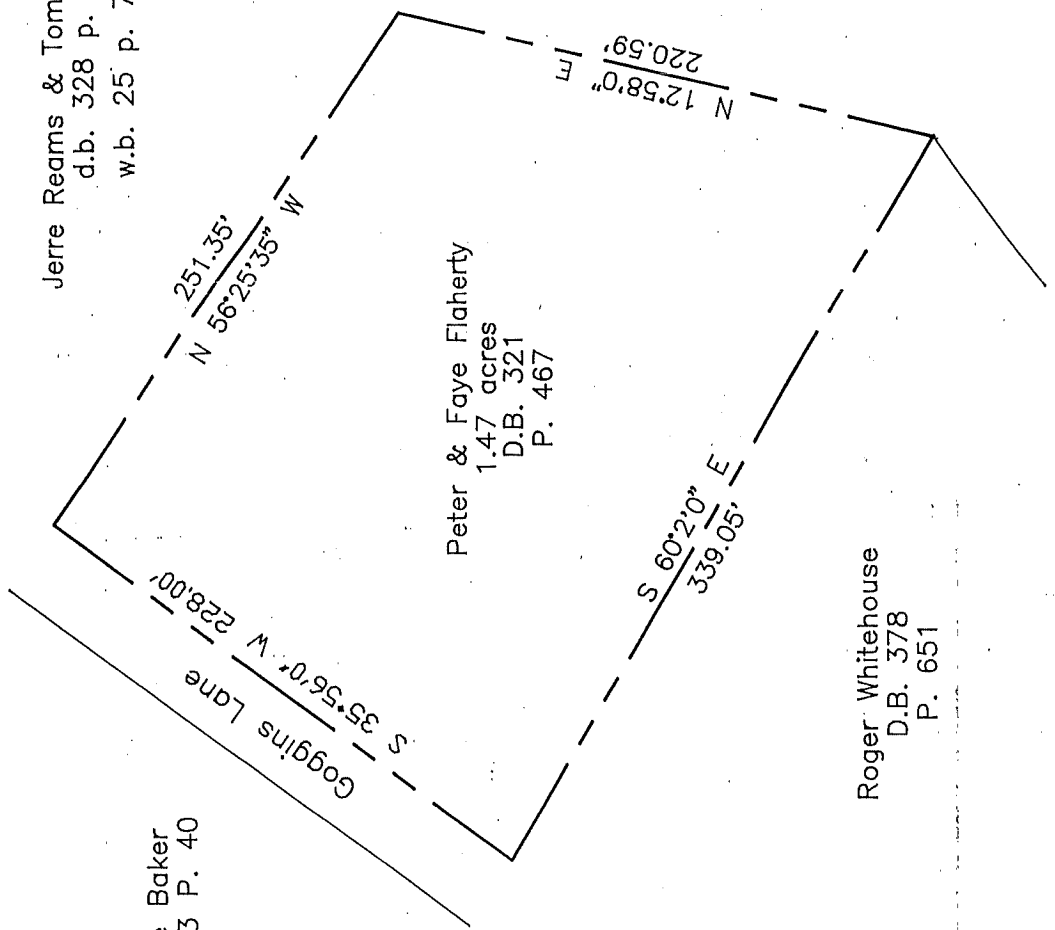 Jerre Reams & Tom
d.b. 328 p.
w.b. 25 p. 7
251.35'
N 56°25'35" W
N 12°58'0" E
220.59'
Peter & Faye Flaherty
1.47 acres
D.B. 321
P. 467
S 35°56'0" W 228.00'
Goggins Lane
S 60°2'0" E
339.05'
Baker
3 P. 40
Roger Whitehouse
D.B. 378
P. 651